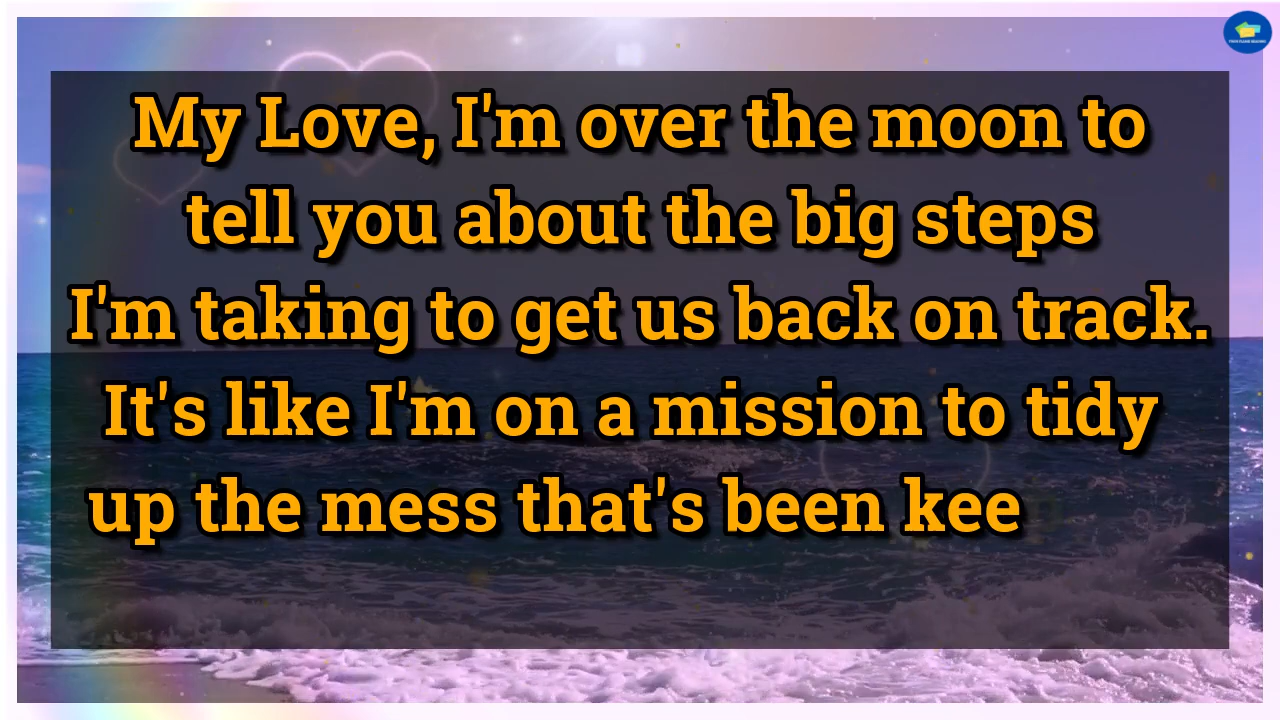 My Love, I'm over the moon to
tell you about the big steps
I'm taking to get us back on track.
It's like I'm on a mission to tidy
up the mess that's been kee